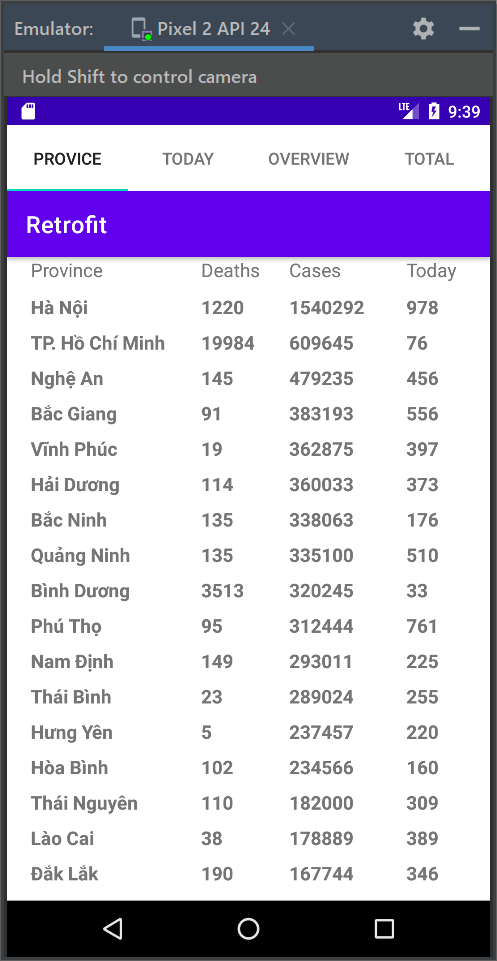 Emulator: Pixel 2 API 24
Hold Shift to control camera
LTE 9:39
PROVICE TODAY OVERVIEW TOTAL
Retrofit
Province Deaths Cases Today
Hà Nội 1220 1540292 978
TP. Hồ Chí Minh 19984 609645 76
Nghệ An 145 479235 456
Bắc Giang 91 383193 556
Vĩnh Phúc 19 362875 397
Hải Dương 114 360033 373
Bắc Ninh 135 338063 176
Quảng Ninh 135 335100 510
Bình Dương 3513 320245 33
Phú Thọ 95 312444 761
Nam Định 149 293011 225
Thái Bình 23 289024 255
Hưng Yên 5 237457 220
Hòa Bình 102 234566 160
Thái Nguyên 110 182000 309
Lào Cai 38 178889 389
Đắk Lắk 190 167744 346